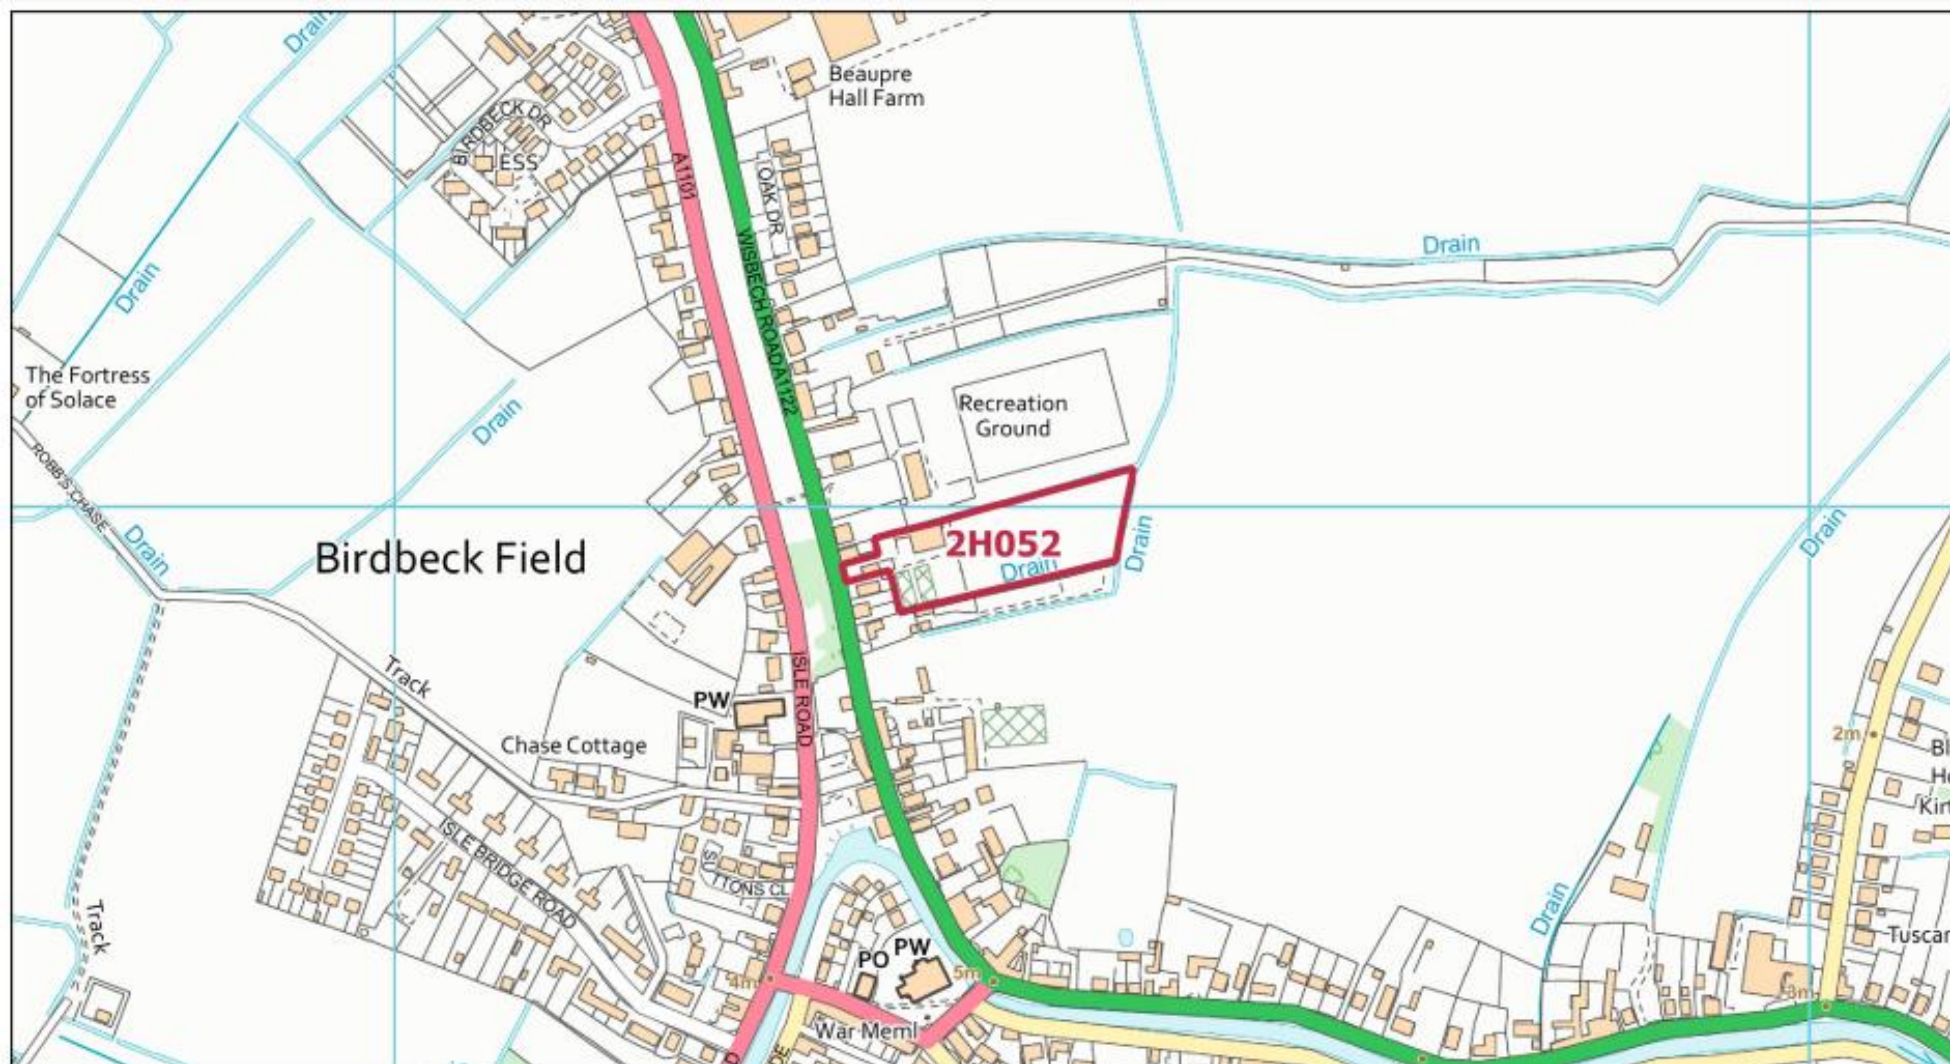 Drain
Beaupre
Hall Farm
BIRDBECK DR
ESS
A1101
OAK DR
WISBECH ROAD A1122
Drain
Drain
The Fortress
of Solace
Drain
Recreation
Ground
ROBB'S CHASE
Drain
Birdbeck Field
2H052
Drain
Drain
Drain
Track
ISLE ROAD
PW
Chase Cottage
2m
ISLE BRIDGE ROAD
SUTTONS CL
Track
Drain
PO
PW
4m
5m
3m
War Meml